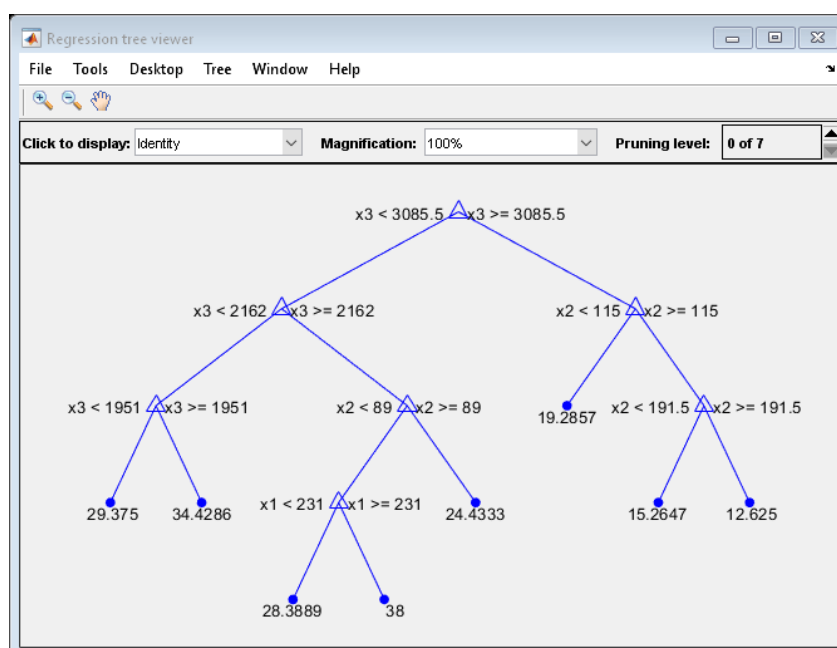 Regression tree viewer
File Tools Desktop Tree Window Help
Click to display: Identity Magnification: 100% Pruning level: 0 of 7
x3 < 3085.5 x3 >= 3085.5
x3 < 2162 x3 >= 2162 x2 < 115 x2 >= 115
x3 < 1951 x3 >= 1951 x2 < 89 x2 >= 89 19.2857 x2 < 191.5 x2 >= 191.5
29.375 34.4286 x1 < 231 x1 >= 231 24.4333 15.2647 12.625
28.3889 38